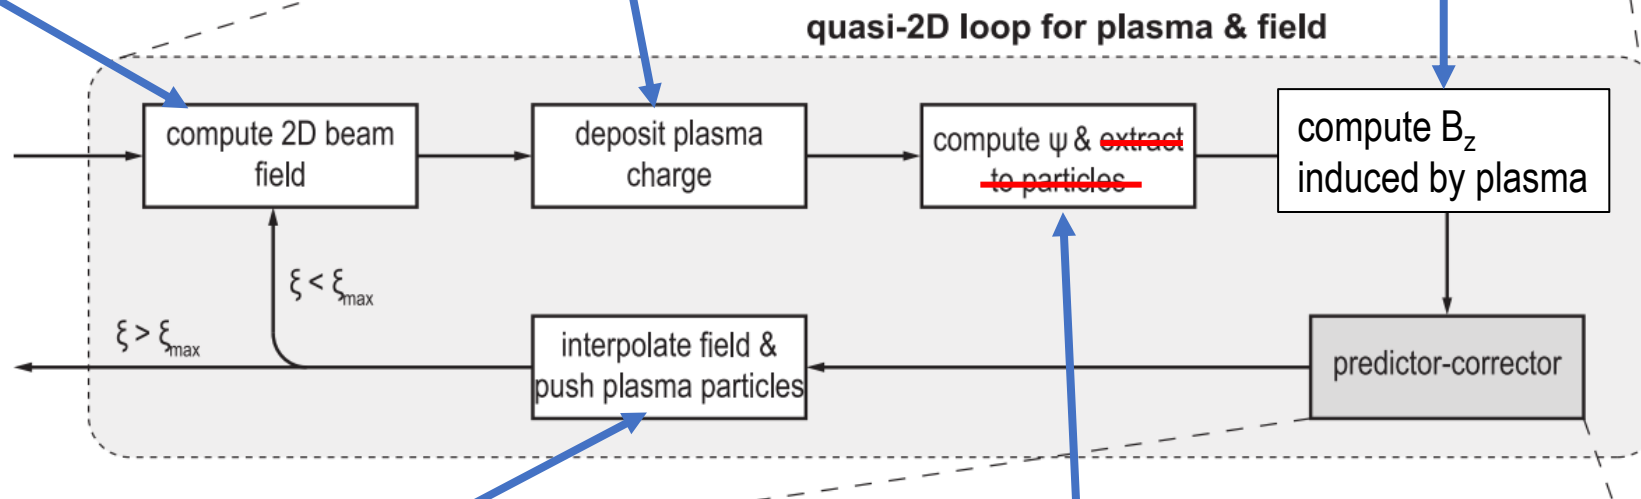 quasi-2D loop for plasma & field
compute 2D beam
field
deposit plasma
charge
compute ψ & extract
to particles
compute Bz
induced by plasma
ξ < ξmax
ξ > ξmax
interpolate field &
push plasma particles
predictor-corrector